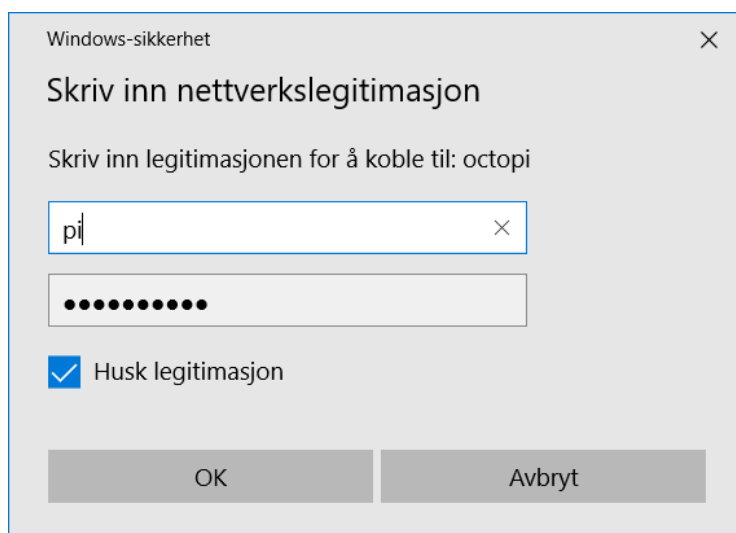 Windows-sikkerhet
Skriv inn nettverkslegitimasjon
Skriv inn legitimasjonen for å koble til: octopi
pi
●●●●●●●●●●
Husk legitimasjon
OK
Avbryt